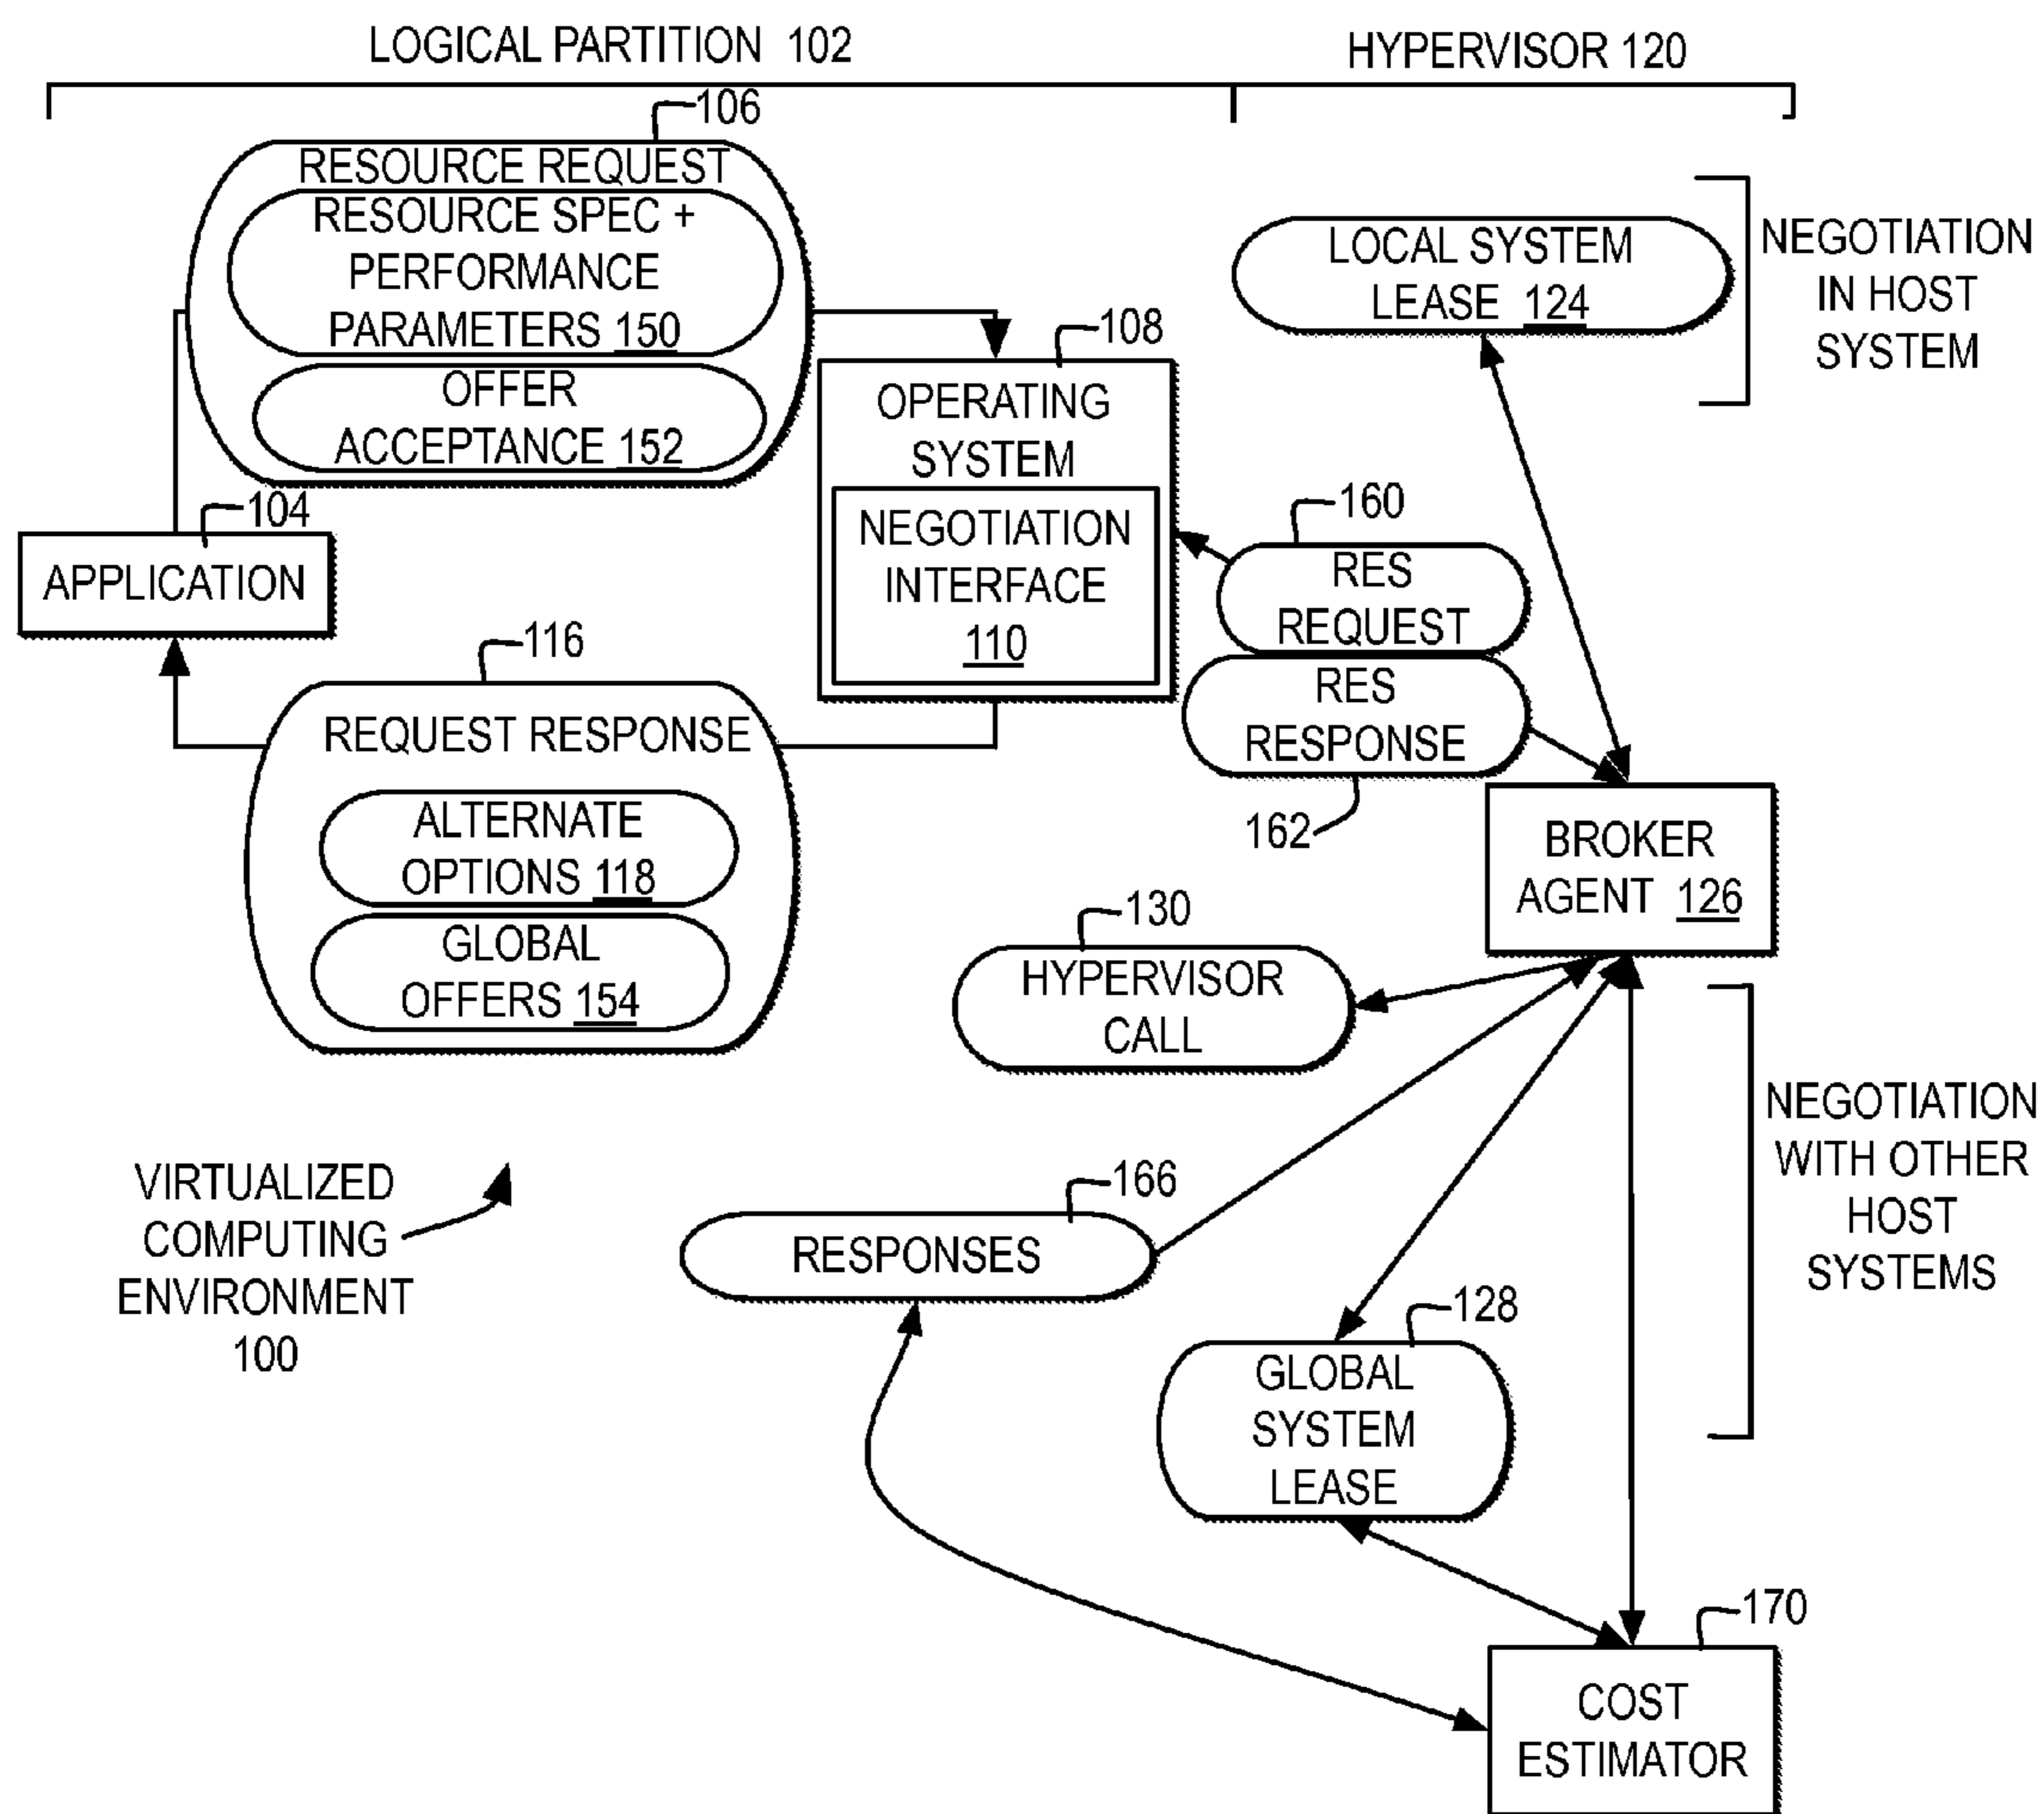 LOGICAL PARTITION 102
HYPERVISOR 120
106
RESOURCE REQUEST
RESOURCE SPEC +
PERFORMANCE
PARAMETERS 150
OFFER
ACCEPTANCE 152
LOCAL SYSTEM
LEASE 124
NEGOTIATION
IN HOST
SYSTEM
108
OPERATING
SYSTEM
NEGOTIATION
INTERFACE
110
104
APPLICATION
160
RES
REQUEST
RES
RESPONSE
162
116
REQUEST RESPONSE
ALTERNATE
OPTIONS 118
GLOBAL
OFFERS 154
BROKER
AGENT 126
130
HYPERVISOR
CALL
NEGOTIATION
WITH OTHER
HOST
SYSTEMS
VIRTUALIZED
COMPUTING
ENVIRONMENT
100
166
RESPONSES
128
GLOBAL
SYSTEM
LEASE
170
COST
ESTIMATOR